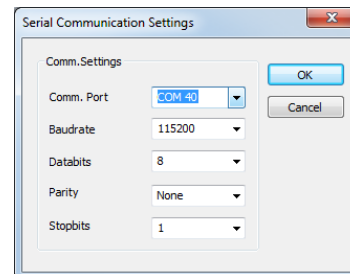 Serial Communication Settings
Comm.Settings
OK
Comm. Port COM 40
Cancel
Baudrate 115200
Databits 8
Parity None
Stopbits 1